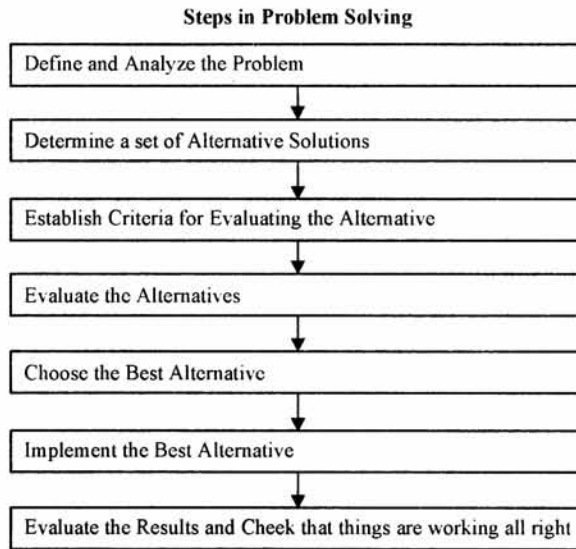 Steps in Problem Solving
Define and Analyze the Problem
Determine a set of Alternative Solutions
Establish Criteria for Evaluating the Alternative
Evaluate the Alternatives
Choose the Best Alternative
Implement the Best Alternative
Evaluate the Results and Cheek that things are working all right